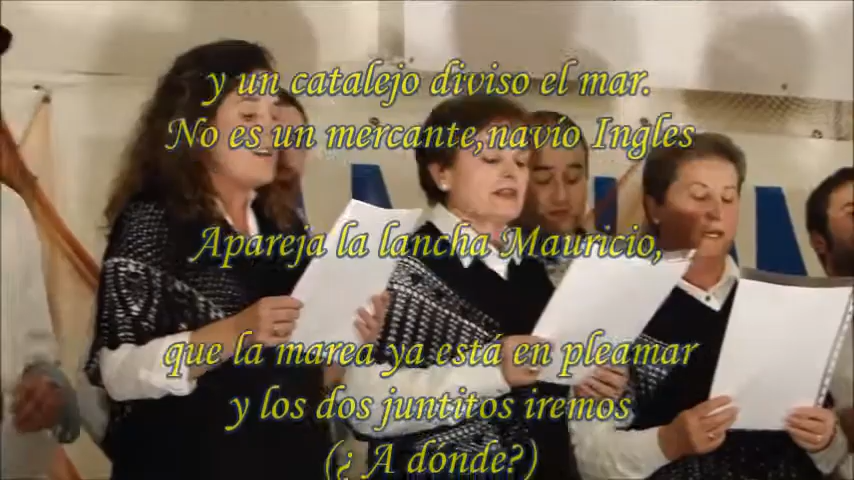 y un catalejo diviso el mar.
No es un mercante,navío Ingles
Apareja la lancha Mauricio,
que la marea ya está en pleamar
y los dos juntitos iremos
(¿ A dónde?)